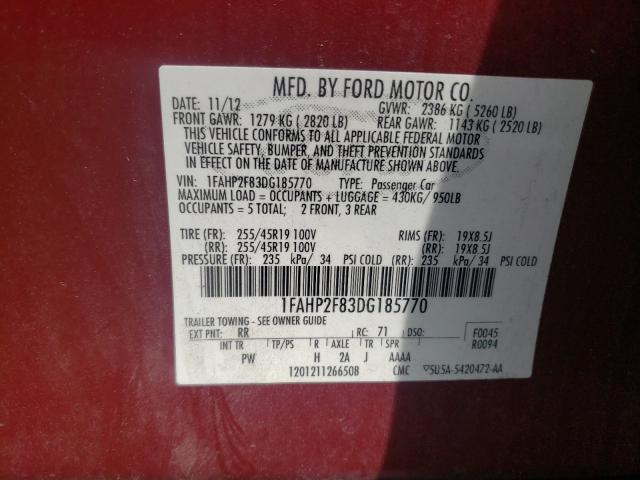 MFD. BY FORD MOTOR CO.
DATE: 11/12 GVWR: 2386 KG ( 5260 LB)
FRONT GAWR: 1279 KG ( 2820 LB) REAR GAWR: 1143 KG ( 2520 LB)
THIS VEHICLE CONFORMS TO ALL APPLICABLE FEDERAL MOTOR
VEHICLE SAFETY, BUMPER, AND THEFT PREVENTION STANDARDS
IN EFFECT ON THE DATE OF MANUFACTURE SHOWN ABOVE.
VIN: 1FAHP2F83DG185770 TYPE: Passenger Car
MAXIMUM LOAD = OCCUPANTS + LUGGAGE = 430KG/ 950LB
OCCUPANTS = 5 TOTAL; 2 FRONT, 3 REAR
TIRE (FR): 255/45R19 100V RIMS (FR): 19X8.5J
(RR): 255/45R19 100V (RR): 19X8.5J
PRESSURE (FR): 235 kPa/ 34 PSI COLD (RR): 235 kPa/ 34 PSI COLD
1FAHP2F83DG185770
TRAILER TOWING - SEE OWNER GUIDE
EXT PNT: RR RC: 71 DSO: F0045
R0094
INT TR TP/PS R AXLE TR SPR
PW H 2A J AAAA
1201211266508 CMC 5U5A-5420472-AA